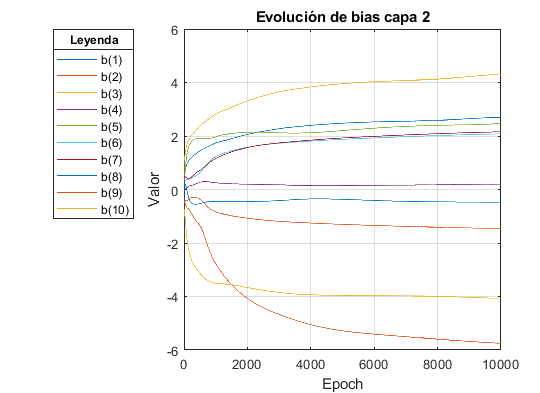 Evolución de bias capa 2
Leyenda
b(1)
b(2)
b(3)
b(4)
b(5)
b(6)
b(7)
b(8)
b(9)
b(10)
Valor
6
4
2
0
-2
-4
-6
0 2000 4000 6000 8000 10000
Epoch